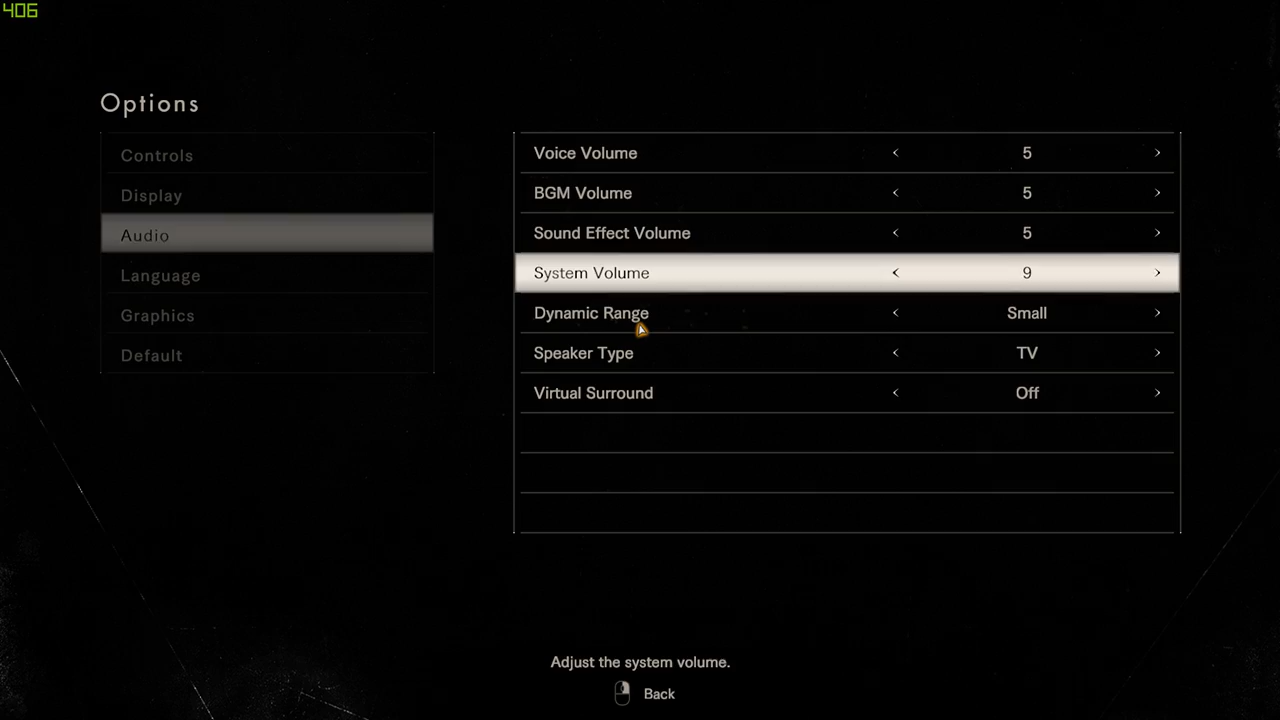 406
Options
Controls
Display
Audio
Language
Graphics
Default
Voice Volume < 5 >
BGM Volume < 5 >
Sound Effect Volume < 5 >
System Volume < 9 >
Dynamic Range < Small >
Speaker Type < TV >
Virtual Surround < Off >
Adjust the system volume.
Back